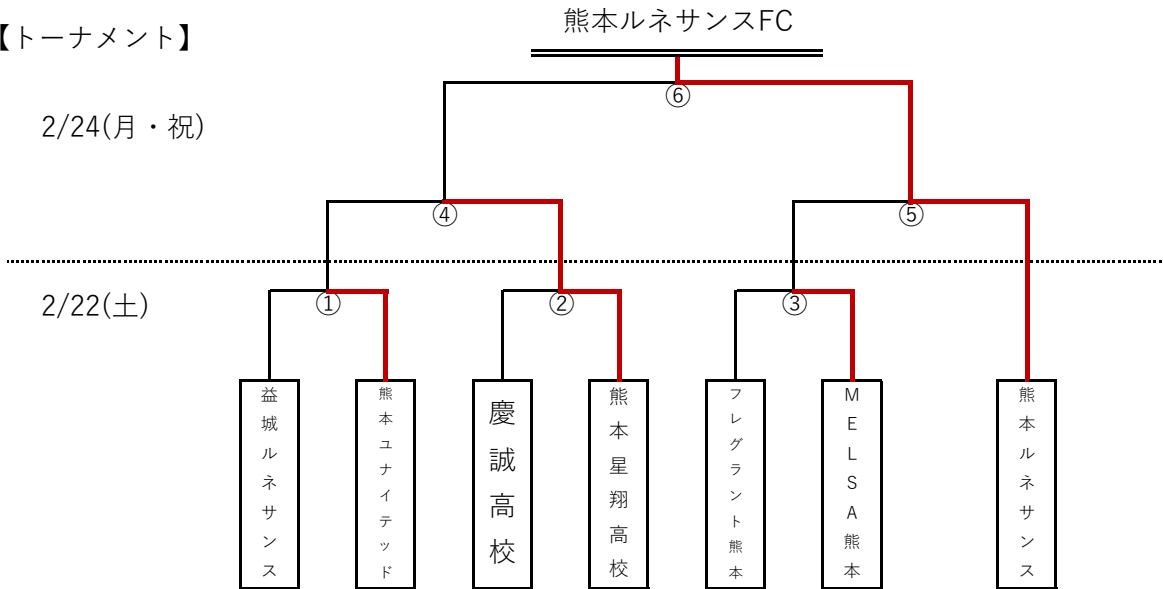 熊本ルネサンスFC
【トーナメント】
⑥
2/24(月・祝)
④
⑤
2/22(土)
①
②
③
益城ルネサンス
熊本ユナイテッド
慶誠高校
熊本星翔高校
フレグラント熊本
MELSA熊本
熊本ルネサンス